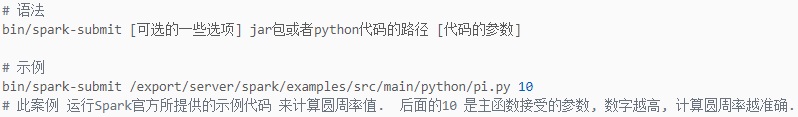 # 语法
bin/spark-submit [可选的一些选项] jar包或者python代码的路径 [代码的参数]
# 示例
bin/spark-submit /export/server/spark/examples/src/main/python/pi.py 10
# 此案例 运行Spark官方所提供的示例代码 来计算圆周率值. 后面的10 是主函数接受的参数, 数字越高, 计算圆周率越准确.